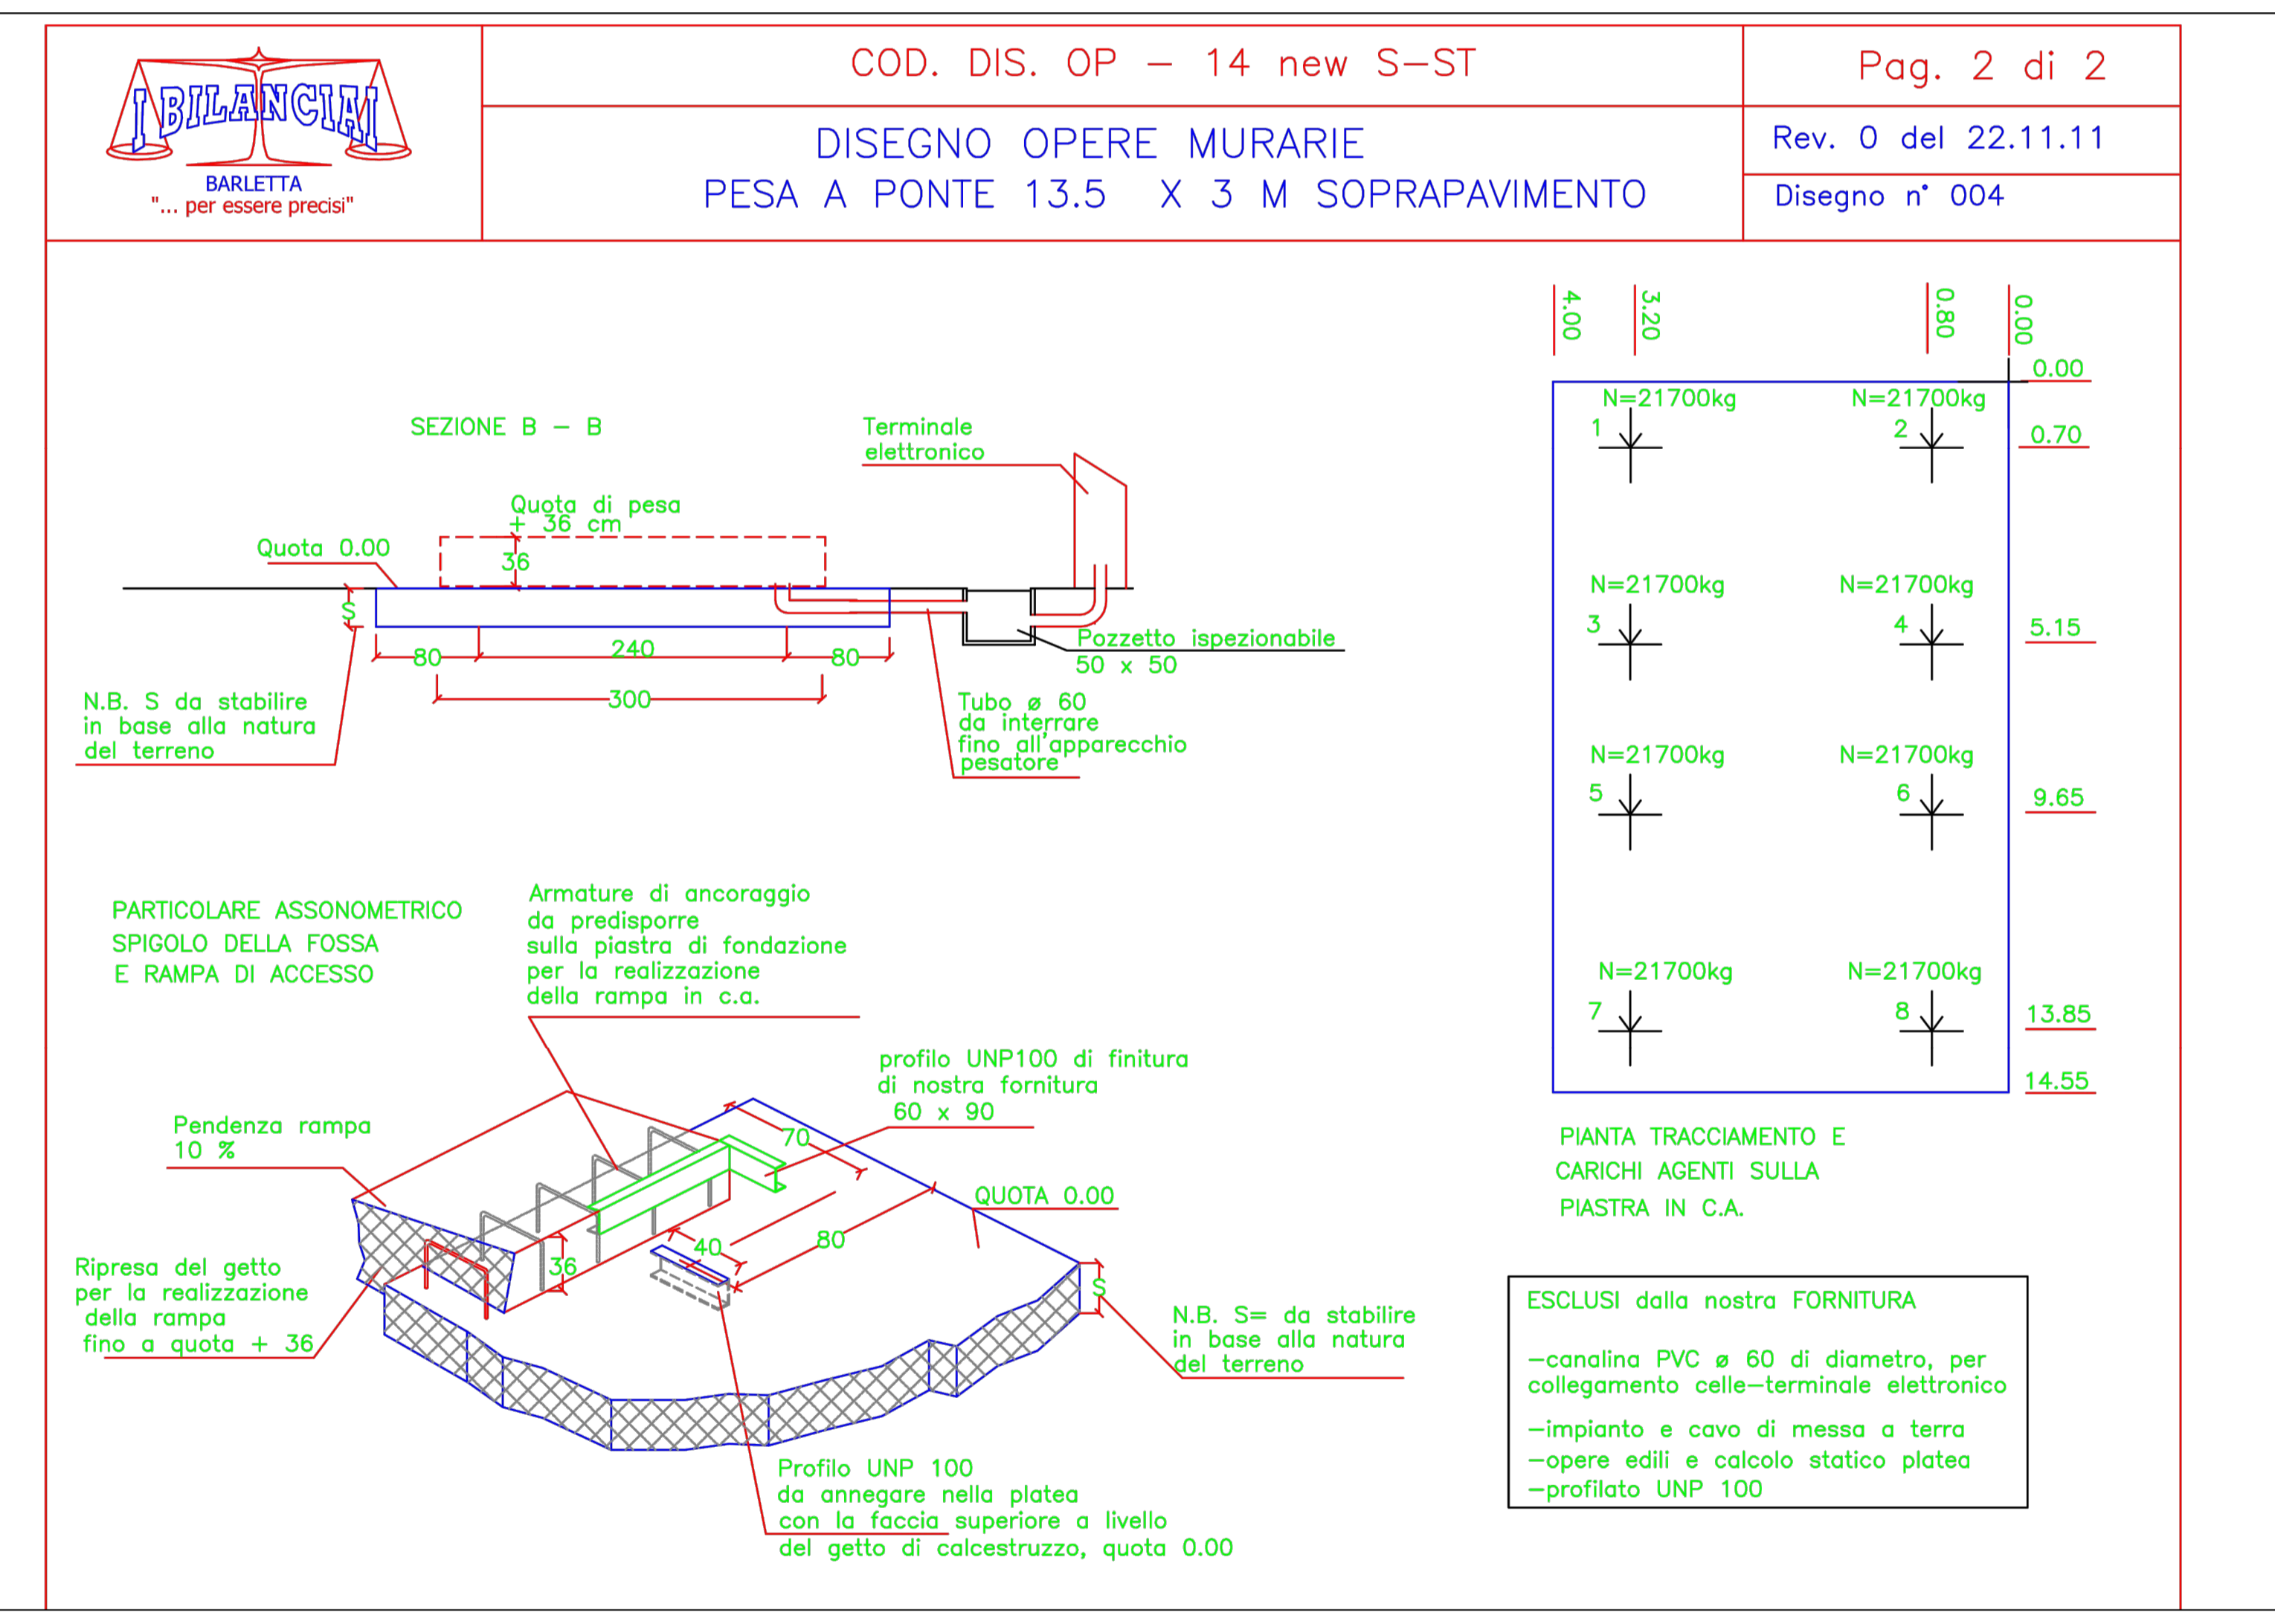 I BILANCIAI
BARLETTA
"... per essere precisi"
COD. DIS. OP – 14 new S–ST
DISEGNO OPERE MURARIE
PESA A PONTE 13.5 X 3 M SOPRAPAVIMENTO
Pag. 2 di 2
Rev. 0 del 22.11.11
Disegno n° 004
SEZIONE B – B
Terminale
elettronico
Quota di pesa
+ 36 cm
Quota 0.00
36
S
80
240
80
300
Pozzetto ispezionabile
50 x 50
N.B. S da stabilire
in base alla natura
del terreno
Tubo ø 60
da interrare
fino all'apparecchio
pesatore
4.00
3.20
0.80
0.00
0.00
N=21700kg
N=21700kg
1
2
0.70
N=21700kg
N=21700kg
3
4
5.15
N=21700kg
N=21700kg
5
6
9.65
N=21700kg
N=21700kg
7
8
13.85
14.55
PIANTA TRACCIAMENTO E
CARICHI AGENTI SULLA
PIASTRA IN C.A.
PARTICOLARE ASSONOMETRICO
SPIGOLO DELLA FOSSA
E RAMPA DI ACCESSO
Armature di ancoraggio
da predisporre
sulla piastra di fondazione
per la realizzazione
della rampa in c.a.
profilo UNP100 di finitura
di nostra fornitura
60 x 90
Pendenza rampa
10 %
70
QUOTA 0.00
40
80
36
S
Ripresa del getto
per la realizzazione
della rampa
fino a quota + 36
N.B. S= da stabilire
in base alla natura
del terreno
Profilo UNP 100
da annegare nella platea
con la faccia superiore a livello
del getto di calcestruzzo, quota 0.00
ESCLUSI dalla nostra FORNITURA
–canalina PVC ø 60 di diametro, per
collegamento celle–terminale elettronico
–impianto e cavo di messa a terra
–opere edili e calcolo statico platea
–profilato UNP 100